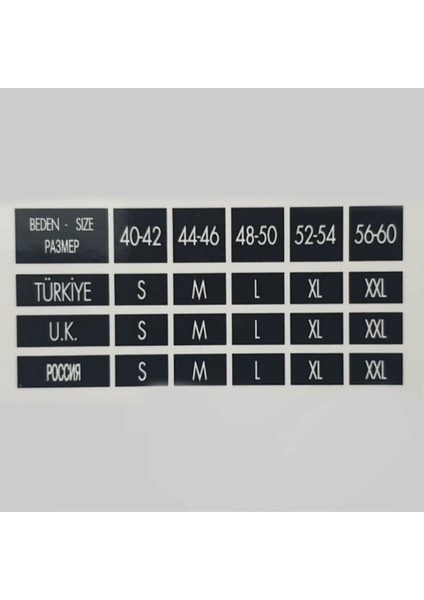 BEDEN - SIZE
РАЗМЕР
40-42 44-46 48-50 52-54 56-60
TÜRKİYE S M L XL XXL
U.K. S M L XL XXL
РОССИЯ S M L XL XXL